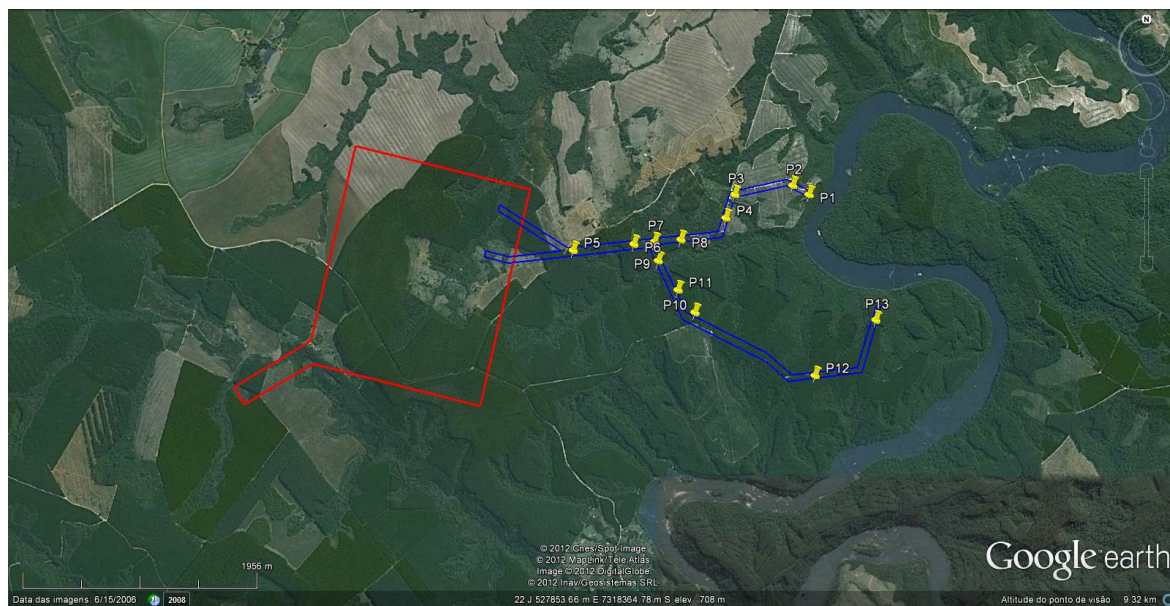 N
P2
P3
P1
P4
P7
P5
P6
P8
P9
P11
P10
P13
P12
© 2012 Cnes/Spot Image
© 2012 MapLink/Tele Atlas
Image © 2012 DigitalGlobe
© 2012 Inav/Geosistemas SRL
Google earth
1956 m
Data das imagens: 6/15/2006 2008 22 J 527853.66 m E 7318364.78 m S elev 708 m Altitude do ponto de visão 9.32 km